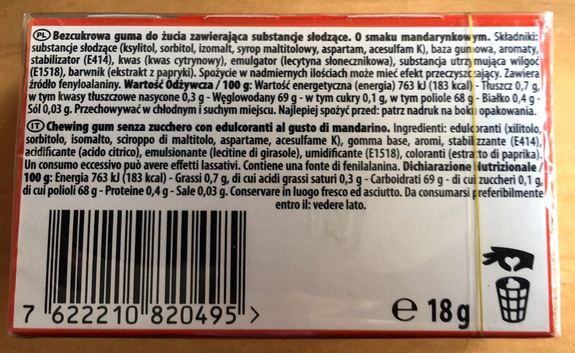 PL Bezcukrowa guma do żucia zawierająca substancje słodzące. O smaku mandarynkowym. Składniki:
substancje słodzące (ksylitol, sorbitol, izomalt, syrop maltitolowy, aspartam, acesulfam K), baza gumowa, aromaty,
stabilizator (E414), kwas (kwas cytrynowy), emulgator (lecytyna słonecznikowa), substancja utrzymująca wilgoć
(E1518), barwnik (ekstrakt z papryki). Spożycie w nadmiernych ilościach może mieć efekt przeczyszczający. Zawiera
źródło fenyloalaniny. Wartość Odżywcza / 100 g: Wartość energetyczna (energia) 763 kJ (183 kcal) - Tłuszcz 0,7 g,
w tym kwasy tłuszczowe nasycone 0,3 g - Węglowodany 69 g - w tym cukry 0,1 g, w tym poliole 68 g - Białko 0,4 g -
Sól 0,03 g. Przechowywać w chłodnym i suchym miejscu. Najlepiej spożyć przed: patrz nadruk na boku opakowania.
IT Chewing gum senza zucchero con edulcoranti al gusto di mandarino. Ingredienti: edulcoranti (xilitolo,
sorbitolo, isomalto, sciroppo di maltitolo, aspartame, acesulfame K), gomma base, aromi, stabilizzante (E414),
acidificante (acido citrico), emulsionante (lecitine di girasole), umidificante (E1518), coloranti (estratto di paprika).
Un consumo eccessivo può avere effetti lassativi. Contiene una fonte di fenilalanina. Dichiarazione Nutrizionale /
100 g: Energia 763 kJ (183 kcal) - Grassi 0,7 g, di cui acidi grassi saturi 0,3 g - Carboidrati 69 g - di cui zuccheri 0,1 g,
di cui polioli 68 g - Proteine 0,4 g - Sale 0,03 g. Conservare in luogo fresco ed asciutto. Da consumarsi preferibilmente
entro il: vedere lato.
7 622210 820495 >
℮ 18 g